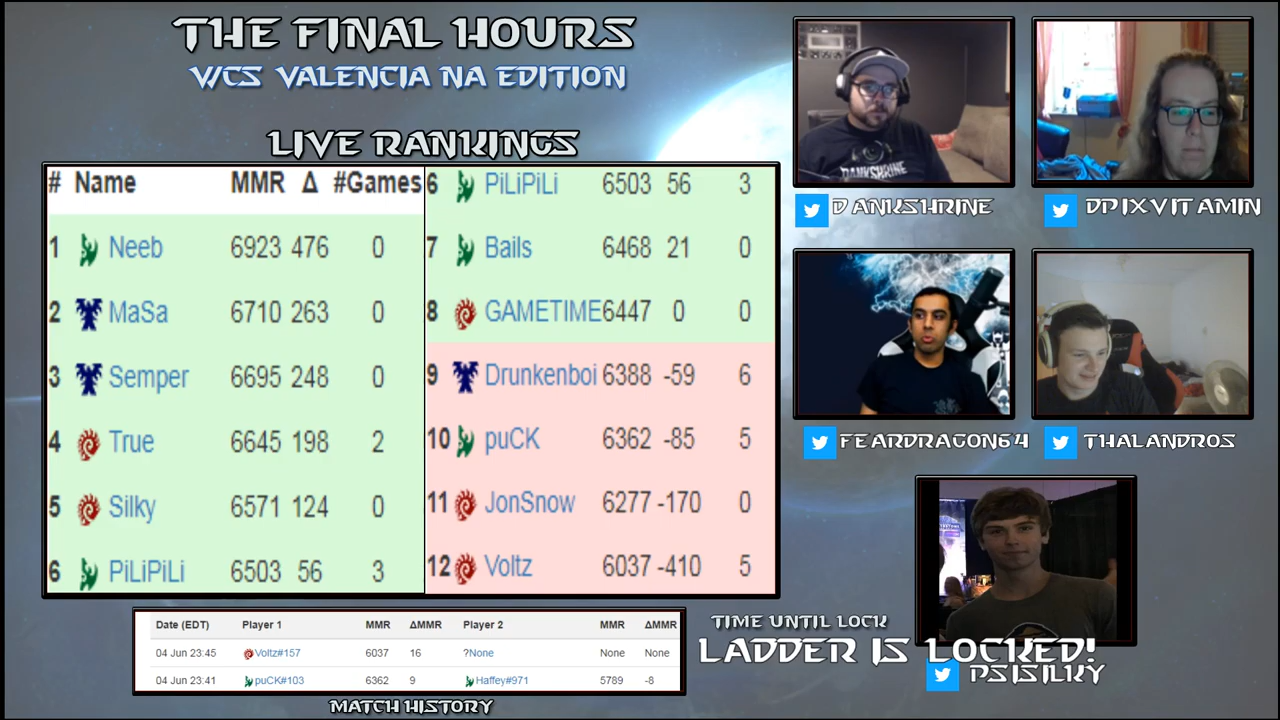 THE FINAL HOURS
WCS VALENCIA NA EDITION
LIVE RANKINGS
# Name MMR Δ #Games
1 Neeb 6923 476 0
2 MaSa 6710 263 0
3 Semper 6695 248 0
4 True 6645 198 2
5 Silky 6571 124 0
6 PiLiPiLi 6503 56 3
6 PiLiPiLi 6503 56 3
7 Bails 6468 21 0
8 GAMETIME 6447 0 0
9 Drunkenboi 6388 -59 6
10 puCK 6362 -85 5
11 JonSnow 6277 -170 0
12 Voltz 6037 -410 5
Date (EDT) Player 1 MMR ΔMMR Player 2 MMR ΔMMR
04 Jun 23:45 Voltz#157 6037 16 ?None None None
04 Jun 23:41 puCK#103 6362 9 Haffey#971 5789 -8
MATCH HISTORY
DANKSHRINE
DANKSHRINE
DPIXVITAMIN
FEARDRAGON64
THALANDROS
TIME UNTIL LOCK
LADDER IS LOCKED!
PSISILKY